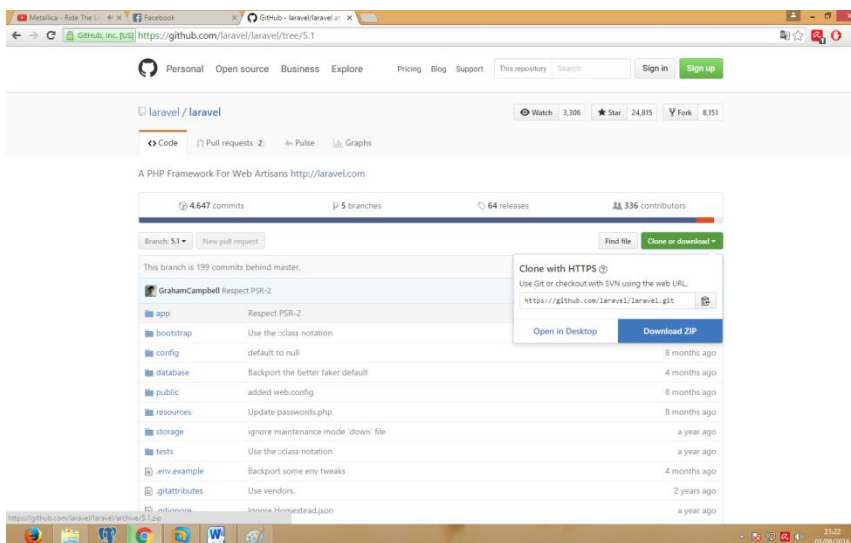 Metallica - Ride The Li
Facebook
GitHub - laravel/laravel at
GitHub, Inc. [US] https://github.com/laravel/laravel/tree/5.1
Personal Open source Business Explore Pricing Blog Support This repository Search Sign in Sign up
laravel / laravel Watch 3,306 Star 24,815 Fork 8,151
Code Pull requests 2 Pulse Graphs
A PHP Framework For Web Artisans http://laravel.com
4,647 commits 5 branches 64 releases 336 contributors
Branch: 5.1 New pull request Find file Clone or download
This branch is 199 commits behind master.
Clone with HTTPS
Use Git or checkout with SVN using the web URL.
https://github.com/laravel/laravel.git
Open in Desktop Download ZIP
GrahamCampbell Respect PSR-2
app Respect PSR-2
bootstrap Use the ::class notation
config default to null 8 months ago
database Backport the better faker default 4 months ago
public added web.config 8 months ago
resources Update passwords.php 8 months ago
storage ignore maintenance mode 'down' file a year ago
tests Use the ::class notation a year ago
.env.example Backport some env tweaks 4 months ago
.gitattributes Use vendors. 2 years ago
.gitignore Ignore Homestead.json a year ago
https://github.com/laravel/laravel/archive/5.1.zip
21:22
01/08/2016